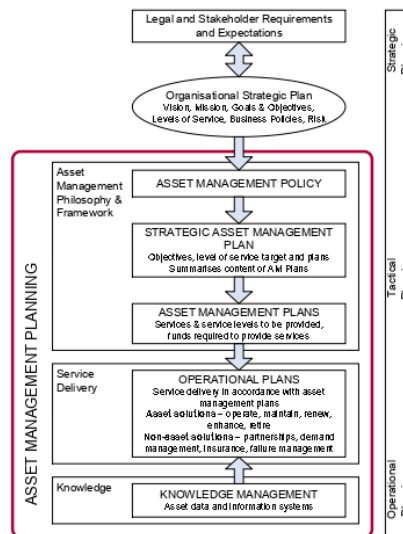 Legal and Stakeholder Requirements
and Expectations
Organisational Strategic Plan
Vision, Mission, Goals & Objectives,
Levels of Service, Business Policies, Risk
Asset
Management
Philosophy &
Framework
ASSET MANAGEMENT POLICY
STRATEGIC ASSET MANAGEMENT
PLAN
Objectives, level of service target and plans
Summarises content of AM Plans
ASSET MANAGEMENT PLANS
Services & service levels to be provided,
funds required to provide services
Service
Delivery
OPERATIONAL PLANS
Service delivery in accordance with asset
management plans
Asset solutions – operate, maintain, renew,
enhance, retire
Non-asset solutions – partnerships, demand
management, insurance, failure management
Knowledge
KNOWLEDGE MANAGEMENT
Asset data and information systems
ASSET MANAGEMENT PLANNING
Strategic
Tactical
Operational